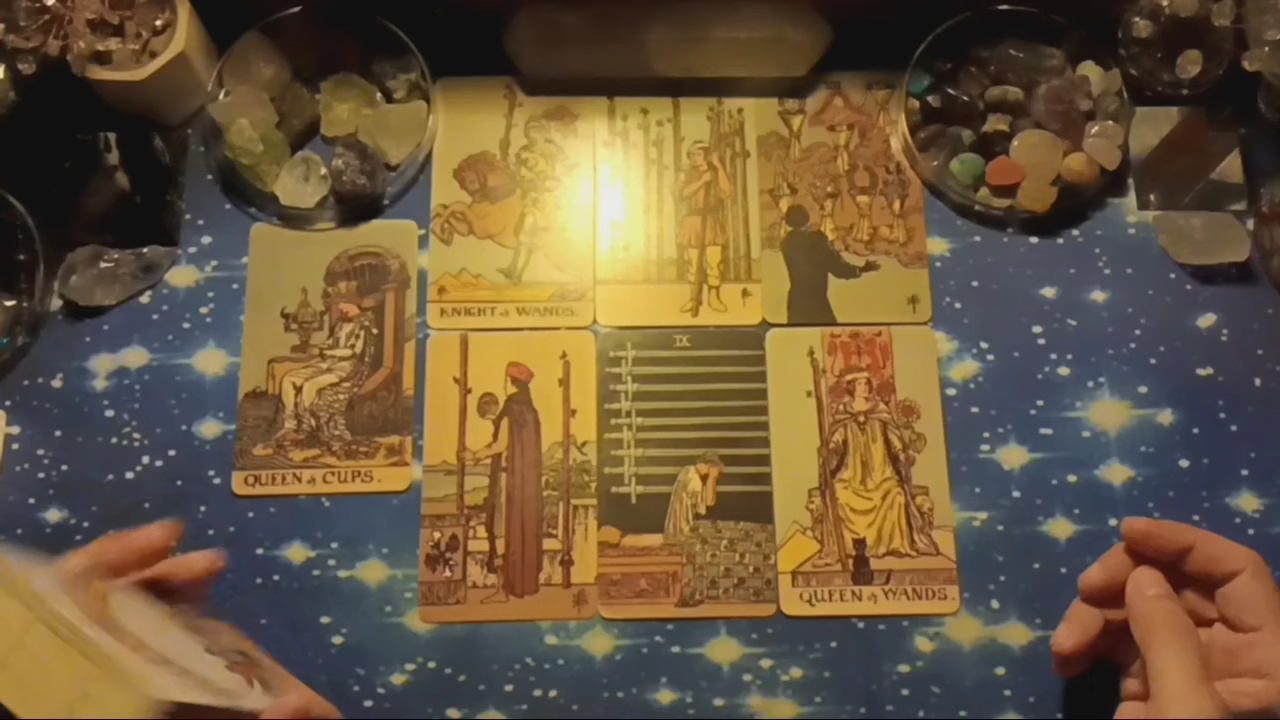 KNIGHT of WANDS.
QUEEN of CUPS.
IX
QUEEN of WANDS.